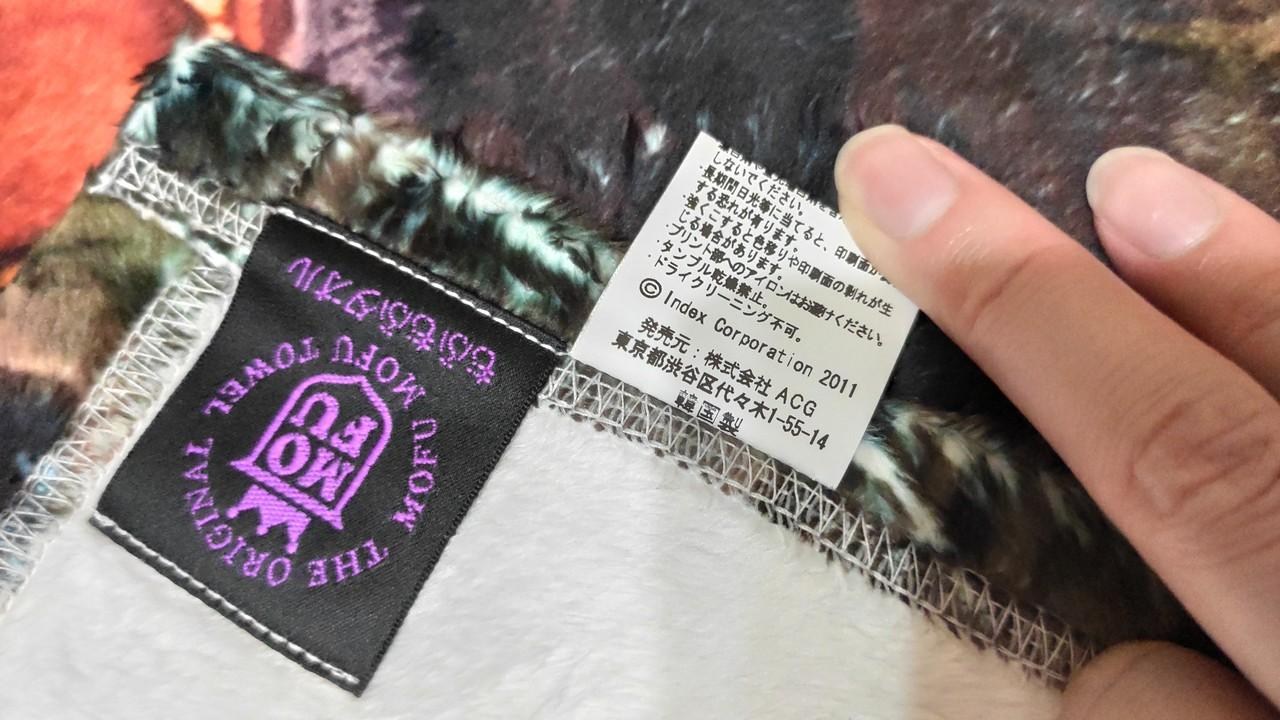 もふもふタオル
MOFU MOFU TOWEL
MO
FU
THE ORIGINAL
しないでください。
・長期間日光等に当てると、印刷面が
する恐れが有ります。
・強くこすると色移りや印刷面の剥れが生
じる場合があります。
・プリント部へのアイロンはお避けください。
・タンブル乾燥禁止。
・ドライクリーニング不可。
©Index Corporation 2011
発売元：株式会社 ACG
東京都渋谷区代々木1-55-14
韓国製